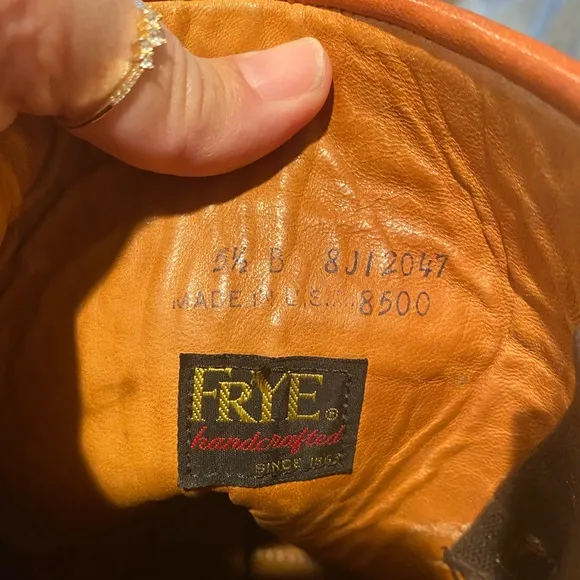 5½ B 8J12047
MADE IN U.S. 8500
FRYE®
handcrafted
SINCE 1863